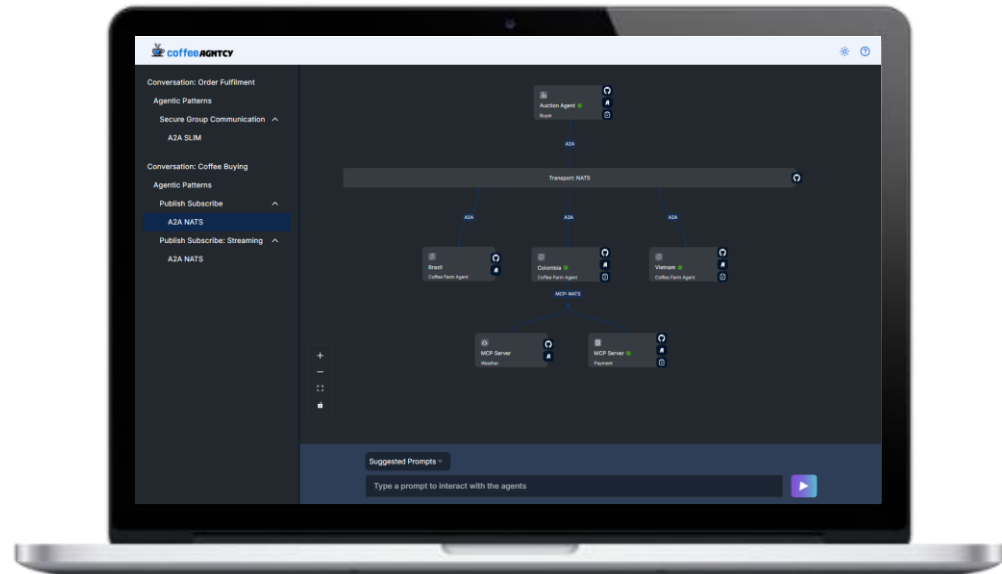 coffee AGNTCY
Conversation: Order Fulfilment
Agentic Patterns
Secure Group Communication
A2A SLIM
Conversation: Coffee Buying
Agentic Patterns
Publish Subscribe
A2A NATS
Publish Subscribe: Streaming
A2A NATS
Auction Agent
Buyer
A2A
Transport: NATS
A2A
A2A
A2A
Brazil
Coffee Farm Agent
Colombia
Coffee Farm Agent
Vietnam
Coffee Farm Agent
MCP: NATS
MCP Server
Weather
MCP Server
Payment
Suggested Prompts
Type a prompt to interact with the agents